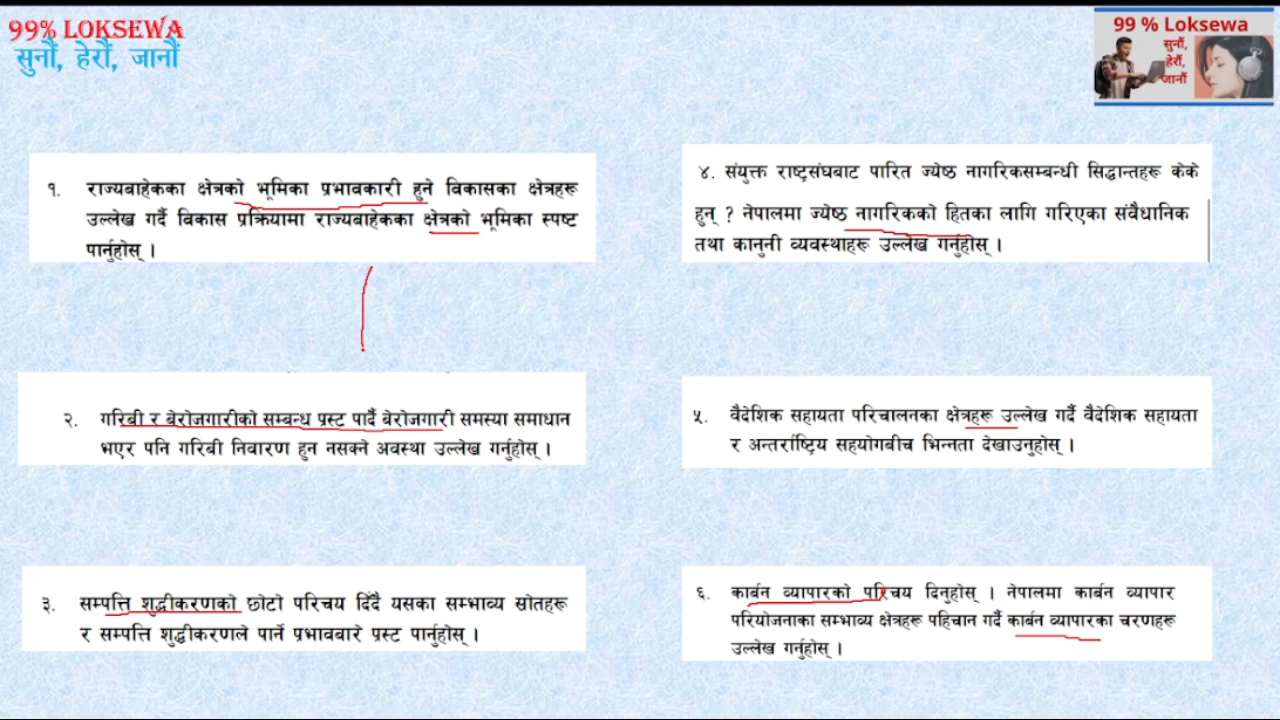 99% LOKSEWA
सुनौं, हेरौं, जानौं
99 % Loksewa
सुनौं,
हेरौं,
जानौं
१. राज्यबाहेकका क्षेत्रको भूमिका प्रभावकारी हुने विकासका क्षेत्रहरू
उल्लेख गर्दै विकास प्रक्रियामा राज्यबाहेकका क्षेत्रको भूमिका स्पष्ट
पार्नुहोस् ।
२. गरिबी र बेरोजगारीको सम्बन्ध प्रस्ट पार्दै बेरोजगारी समस्या समाधान
भएर पनि गरिबी निवारण हुन नसक्ने अवस्था उल्लेख गर्नुहोस् ।
३. सम्पत्ति शुद्धीकरणको छोटो परिचय दिँदै यसका सम्भाव्य स्रोतहरू
र सम्पत्ति शुद्धीकरणले पार्ने प्रभावबारे प्रस्ट पार्नुहोस् ।
४. संयुक्त राष्ट्रसंघबाट पारित ज्येष्ठ नागरिकसम्बन्धी सिद्धान्तहरू केके
हुन् ? नेपालमा ज्येष्ठ नागरिकको हितका लागि गरिएका संवैधानिक
तथा कानुनी व्यवस्थाहरू उल्लेख गर्नुहोस् ।
५. वैदेशिक सहायता परिचालनका क्षेत्रहरू उल्लेख गर्दै वैदेशिक सहायता
र अन्तर्राष्ट्रिय सहयोगबीच भिन्नता देखाउनुहोस् ।
६. कार्बन व्यापारको परिचय दिनुहोस् । नेपालमा कार्बन व्यापार
परियोजनाका सम्भाव्य क्षेत्रहरू पहिचान गर्दै कार्बन व्यापारका चरणहरू
उल्लेख गर्नुहोस् ।